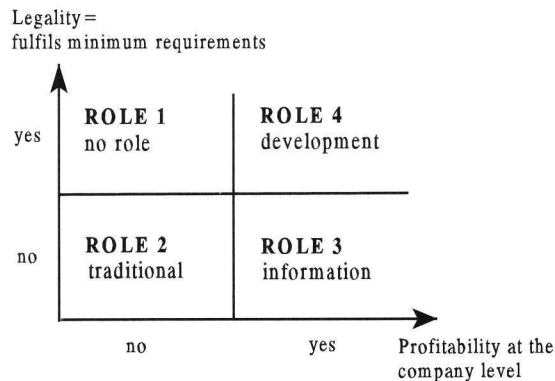 Legality=
fulfils minimum requirements
ROLE 1
no role
ROLE 4
development
yes
ROLE 2
traditional
ROLE 3
information
no
no
yes
Profitability at the
company level